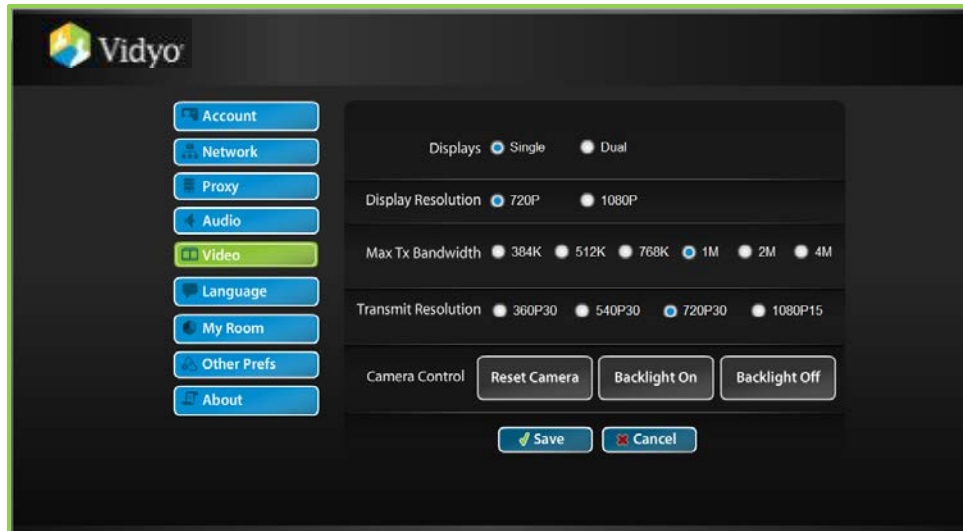 Vidyo
Account
Network
Proxy
Audio
Video
Language
My Room
Other Prefs
About
Displays Single Dual
Display Resolution 720P 1080P
Max Tx Bandwidth 384K 512K 768K 1M 2M 4M
Transmit Resolution 360P30 540P30 720P30 1080P15
Camera Control Reset Camera Backlight On Backlight Off
Save Cancel